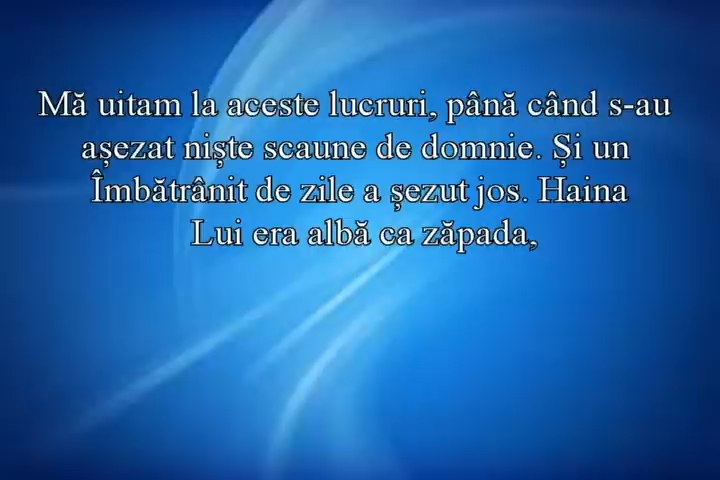 Mă uitam la aceste lucruri, până când s-au
așezat niște scaune de domnie. Și un
Îmbătrânit de zile a șezut jos. Haina
Lui era albă ca zăpada,